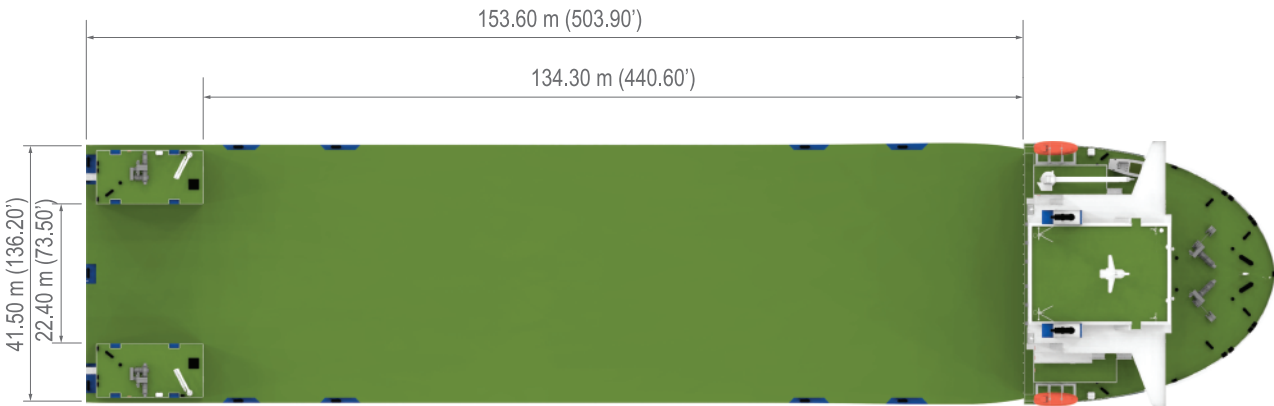 153.60 m (503.90’)
134.30 m (440.60’)
41.50 m (136.20’)
22.40 m (73.50’)